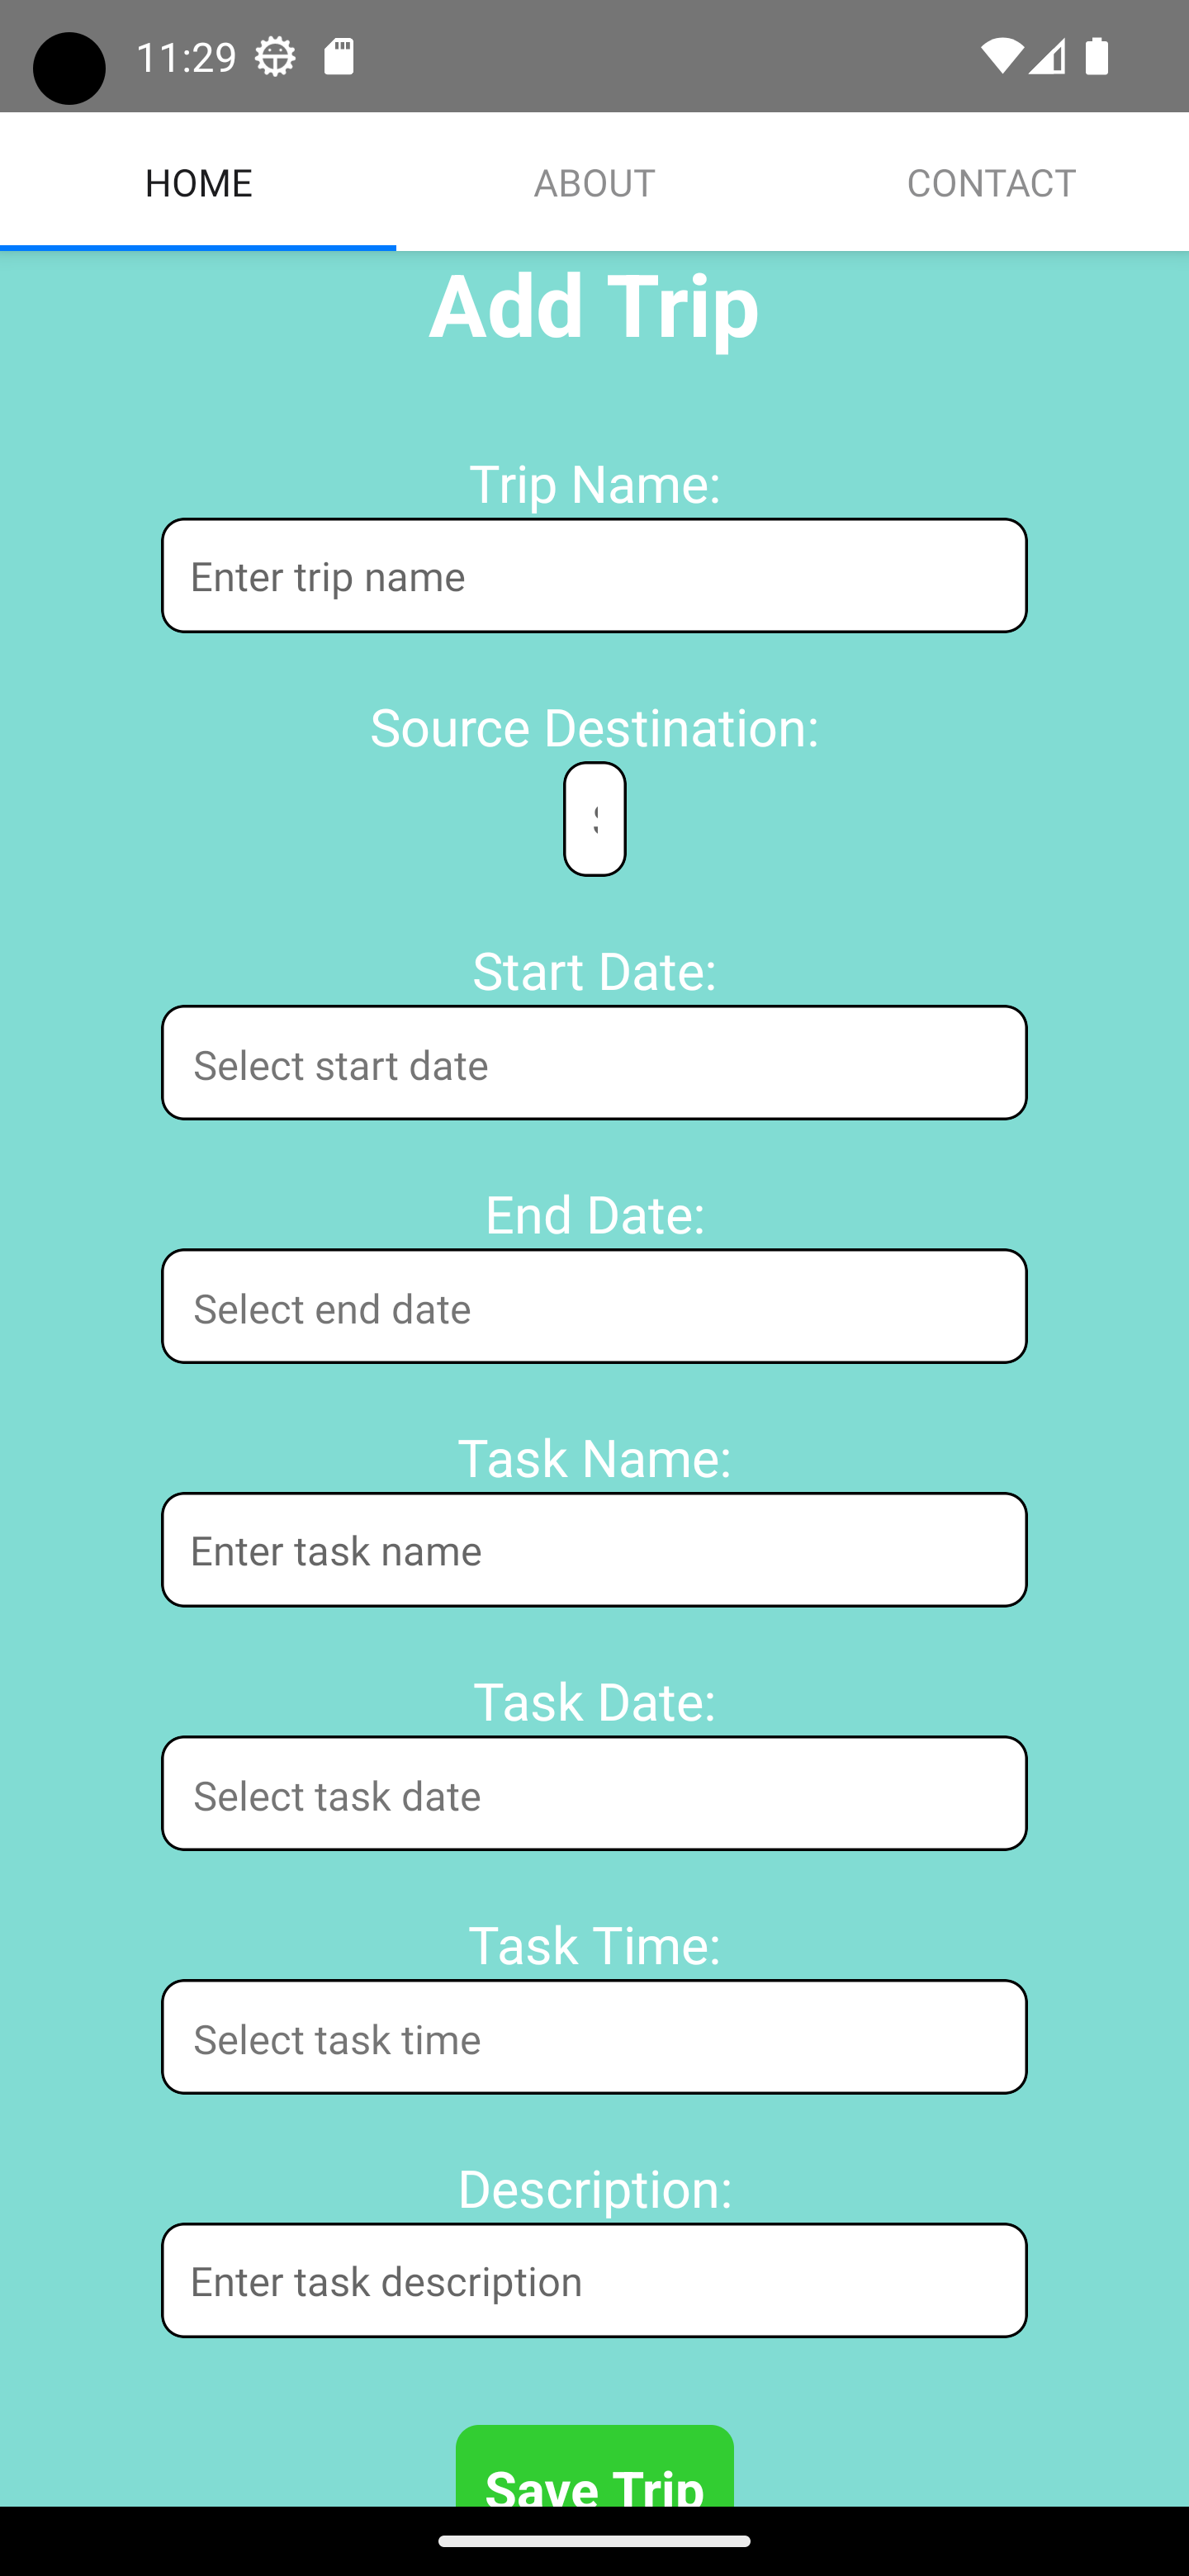 11:29
HOME ABOUT CONTACT
Add Trip
Trip Name:
Enter trip name
Source Destination:
Start Date:
Select start date
End Date:
Select end date
Task Name:
Enter task name
Task Date:
Select task date
Task Time:
Select task time
Description:
Enter task description
Save Trip